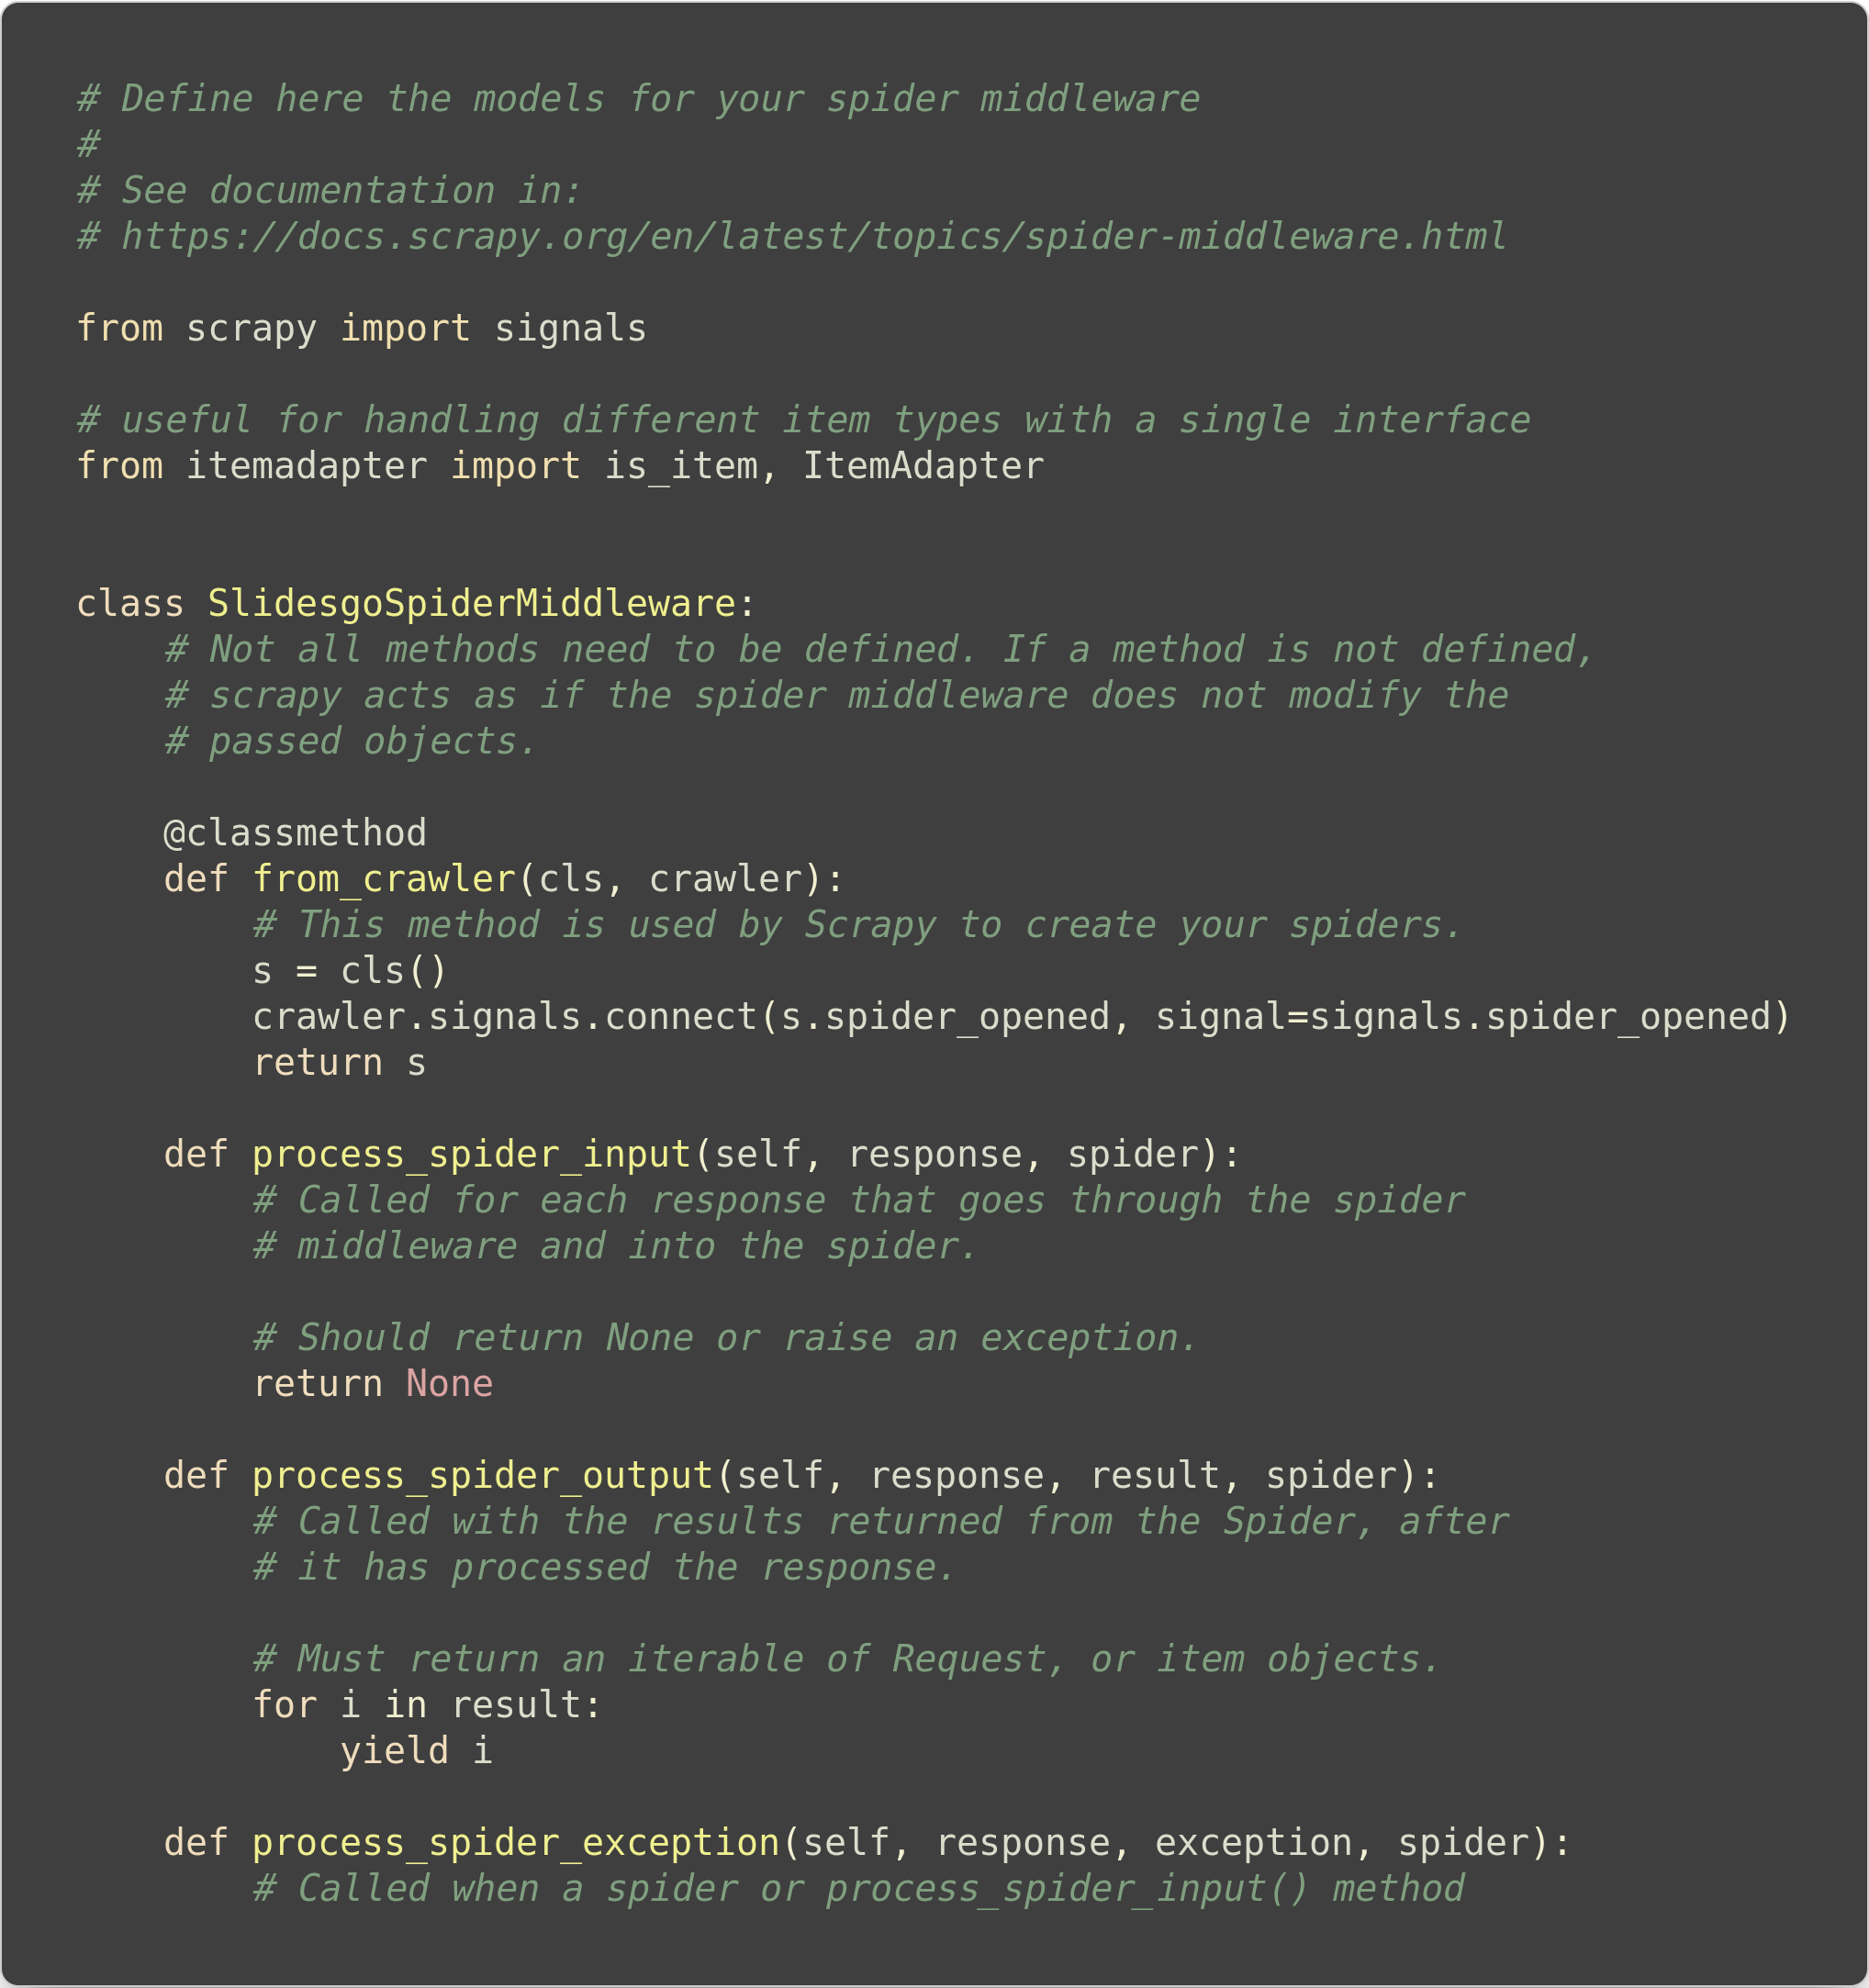 # Define here the models for your spider middleware
#
# See documentation in:
# https://docs.scrapy.org/en/latest/topics/spider-middleware.html

from scrapy import signals

# useful for handling different item types with a single interface
from itemadapter import is_item, ItemAdapter


class SlidesgoSpiderMiddleware:
    # Not all methods need to be defined. If a method is not defined,
    # scrapy acts as if the spider middleware does not modify the
    # passed objects.

    @classmethod
    def from_crawler(cls, crawler):
        # This method is used by Scrapy to create your spiders.
        s = cls()
        crawler.signals.connect(s.spider_opened, signal=signals.spider_opened)
        return s

    def process_spider_input(self, response, spider):
        # Called for each response that goes through the spider
        # middleware and into the spider.

        # Should return None or raise an exception.
        return None

    def process_spider_output(self, response, result, spider):
        # Called with the results returned from the Spider, after
        # it has processed the response.

        # Must return an iterable of Request, or item objects.
        for i in result:
            yield i

    def process_spider_exception(self, response, exception, spider):
        # Called when a spider or process_spider_input() method